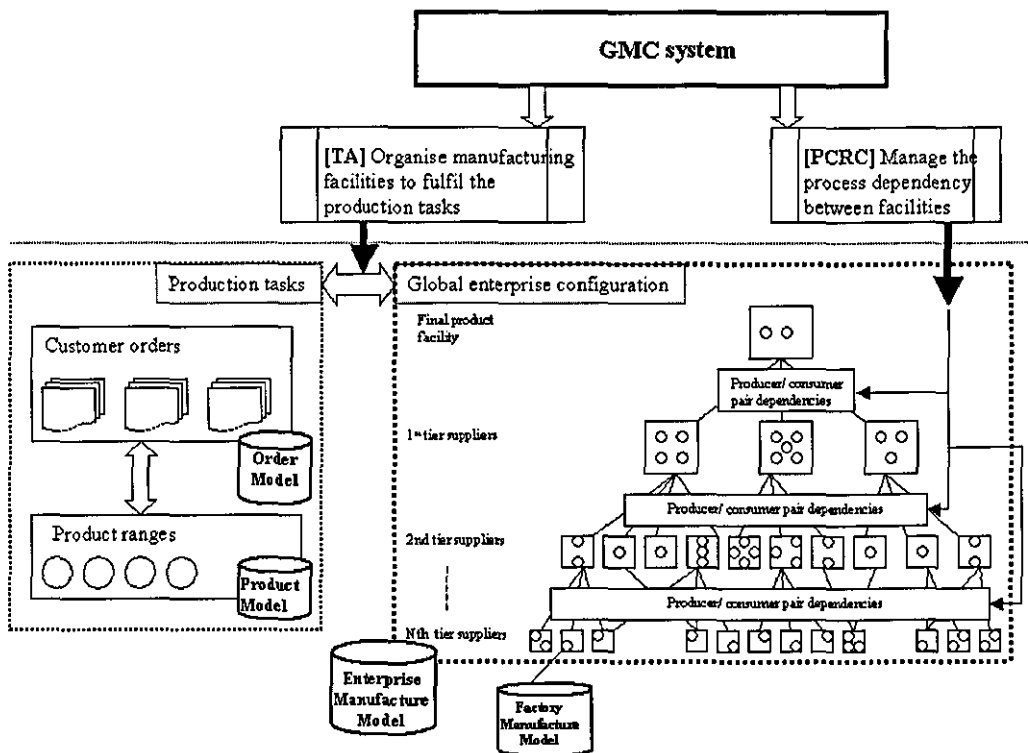 GMC system
[TA] Organise manufacturing
facilities to fulfil the
production tasks
[PCRC] Manage the
process dependency
between facilities
Production tasks
Global enterprise configuration
Customer orders
Order
Model
Product ranges
Product
Model
Final product
facility
Producer/ consumer
pair dependencies
1st tier suppliers
Producer/ consumer pair dependencies
2nd tier suppliers
Producer/ consumer pair dependencies
Nth tier suppliers
Enterprise
Manufacture
Model
Factory
Manufacture
Model